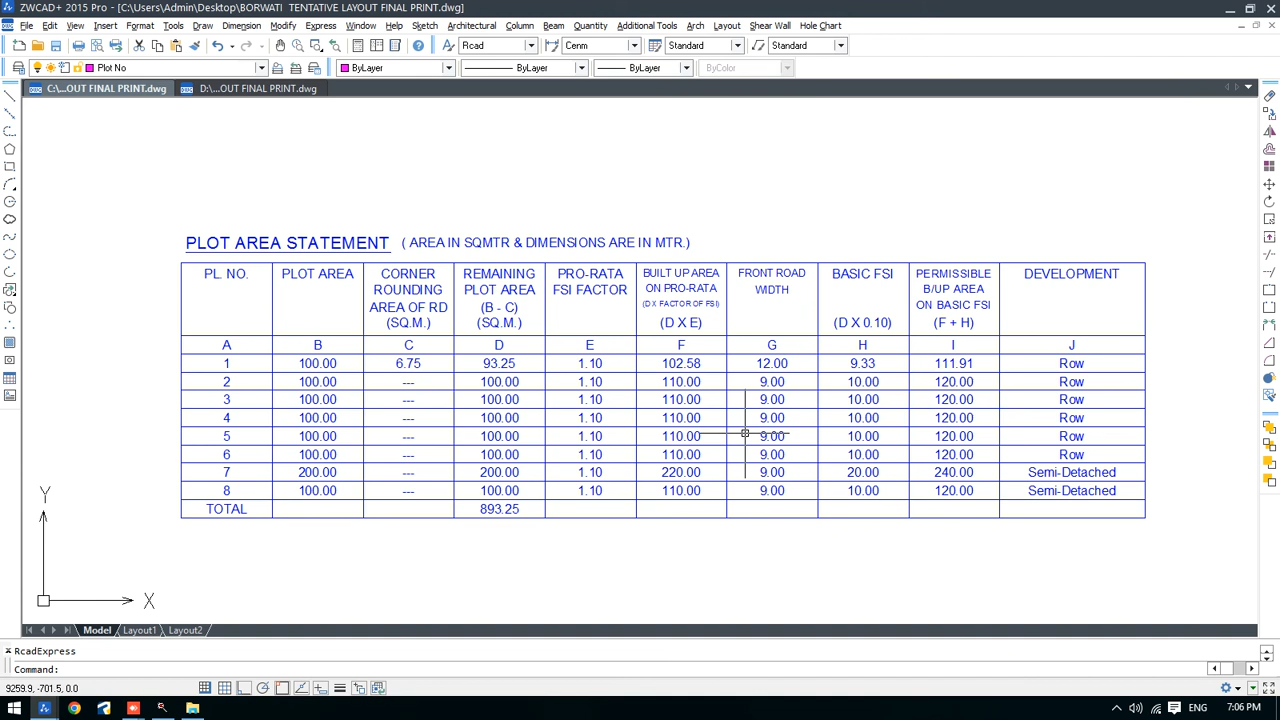 ZWCAD+ 2015 Pro - [C:\Users\Admin\Desktop\BORWATI TENTATIVE LAYOUT FINAL PRINT.dwg]
File Edit View Insert Format Tools Draw Dimension Modify Express Window Help Sketch Architectural Column Beam Quantity Additional Tools Arch Layout Shear Wall Hole Chart
Rcad Cenm Standard Standard
Plot No ByLayer ByLayer ByLayer ByColor
C:\...OUT FINAL PRINT.dwg D:\...OUT FINAL PRINT.dwg
PLOT AREA STATEMENT ( AREA IN SQMTR & DIMENSIONS ARE IN MTR.)
PL. NO. PLOT AREA CORNER ROUNDING AREA OF RD (SQ.M.) REMAINING PLOT AREA (B - C) (SQ.M.) PRO-RATA FSI FACTOR BUILT UP AREA ON PRO-RATA (D X FACTOR OF FSI) (D X E) FRONT ROAD WIDTH BASIC FSI (D X 0.10) PERMISSIBLE B/UP AREA ON BASIC FSI (F + H) DEVELOPMENT
A B C D E F G H I J
1 100.00 6.75 93.25 1.10 102.58 12.00 9.33 111.91 Row
2 100.00 --- 100.00 1.10 110.00 9.00 10.00 120.00 Row
3 100.00 --- 100.00 1.10 110.00 9.00 10.00 120.00 Row
4 100.00 --- 100.00 1.10 110.00 9.00 10.00 120.00 Row
5 100.00 --- 100.00 1.10 110.00 9.00 10.00 120.00 Row
6 100.00 --- 100.00 1.10 110.00 9.00 10.00 120.00 Row
7 200.00 --- 200.00 1.10 220.00 9.00 20.00 240.00 Semi-Detached
8 100.00 --- 100.00 1.10 110.00 9.00 10.00 120.00 Semi-Detached
TOTAL 893.25
Y
X
Model Layout1 Layout2
RcadExpress
Command:
9259.9, -701.5, 0.0
ENG 7:06 PM